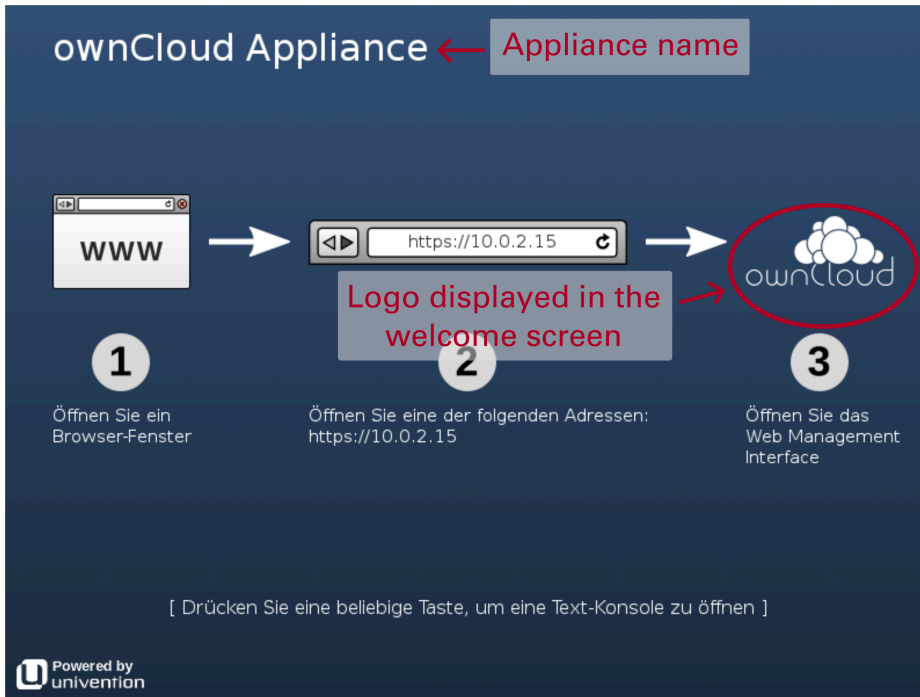 ownCloud Appliance
Appliance name
www
https://10.0.2.15
ownCloud
Logo displayed in the
welcome screen
1
2
3
Öffnen Sie ein
Browser-Fenster
Öffnen Sie eine der folgenden Adressen:
https://10.0.2.15
Öffnen Sie das
Web Management
Interface
[ Drücken Sie eine beliebige Taste, um eine Text-Konsole zu öffnen ]
Powered by
univention